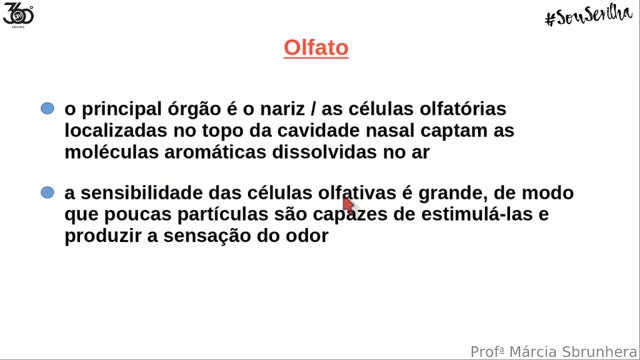 360°
#SouSevilha
Olfato
o principal órgão é o nariz / as células olfatórias
localizadas no topo da cavidade nasal captam as
moléculas aromáticas dissolvidas no ar
a sensibilidade das células olfativas é grande, de modo
que poucas partículas são capazes de estimulá-las e
produzir a sensação do odor
Profª Márcia Sbrunhera